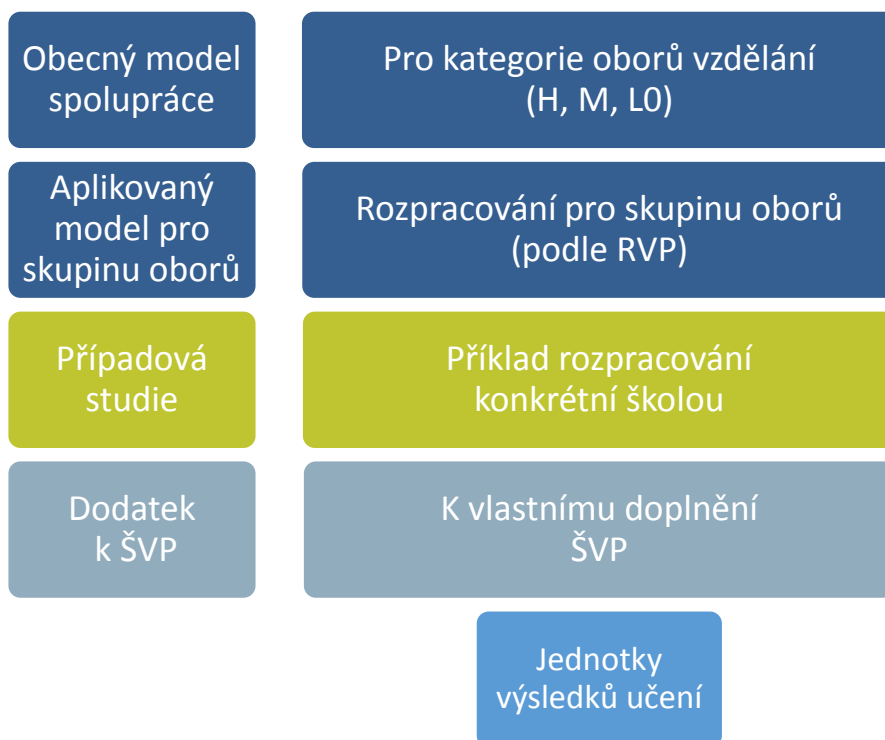 Obecný model
spolupráce
Pro kategorie oborů vzdělání
(H, M, L0)
Aplikovaný
model pro
skupinu oborů
Rozpracování pro skupinu oborů
(podle RVP)
Případová
studie
Příklad rozpracování
konkrétní školou
Dodatek
k ŠVP
K vlastnímu doplnění
ŠVP
Jednotky
výsledků učení